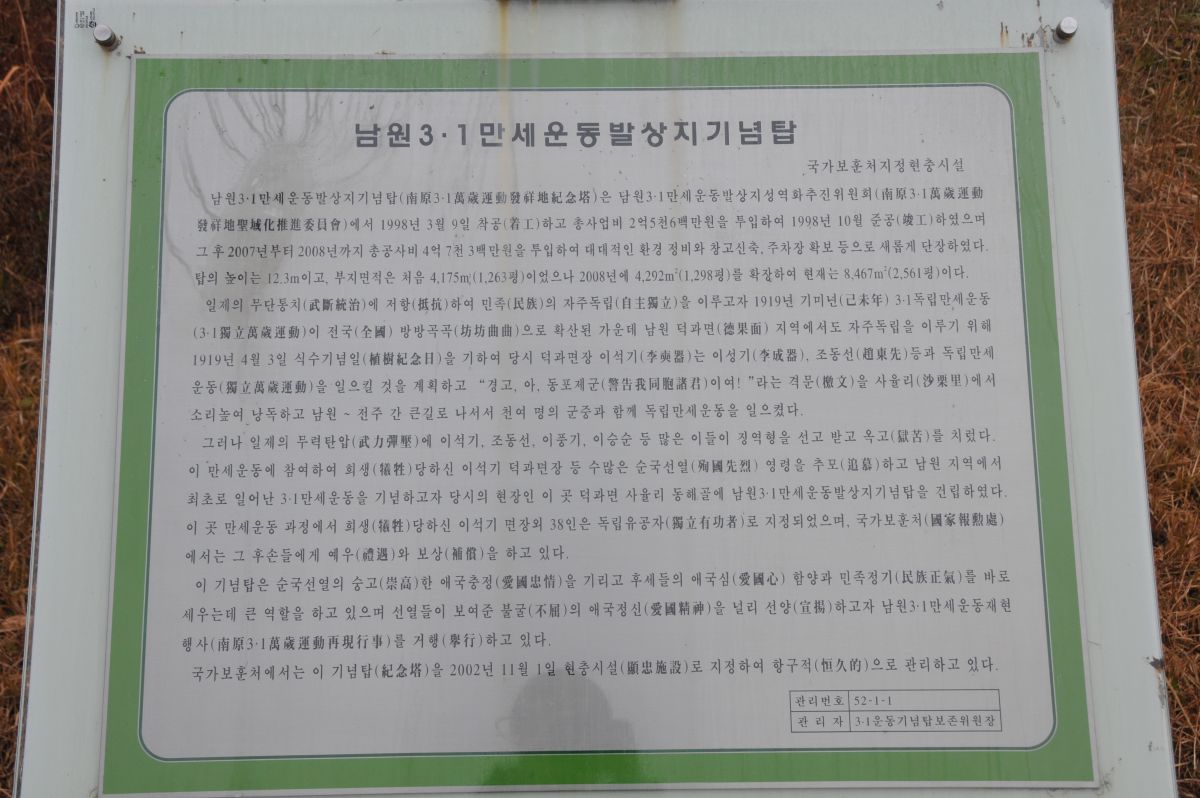 남원3·1만세운동발상지기념탑
국가보훈처지정현충시설
남원3·1만세운동발상지기념탑(南原3·1萬歲運動發祥地紀念塔)은 남원3·1만세운동발상지성역화추진위원회(南原3·1萬歲運動
發祥地聖域化推進委員會)에서 1998년 3월 9일 착공(着工)하고 총사업비 2억5천6백만원을 투입하여 1998년 10월 준공(竣工)하였으며
그 후 2007년부터 2008년까지 총공사비 4억 7천 3백만원을 투입하여 대대적인 환경 정비와 창고신축, 주차장 확보 등으로 새롭게 단장하였다.
탑의 높이는 12.3m이고, 부지면적은 처음 4,175㎡(1,263평)이었으나 2008년에 4,292㎡(1,298평)를 확장하여 현재는 8,467㎡(2,561평)이다.
일제의 무단통치(武斷統治)에 저항(抵抗)하여 민족(民族)의 자주독립(自主獨立)을 이루고자 1919년 기미년(己未年) 3·1독립만세운동
(3·1獨立萬歲運動)이 전국(全國) 방방곡곡(坊坊曲曲)으로 확산된 가운데 남원 덕과면(德果面) 지역에서도 자주독립을 이루기 위해
1919년 4월 3일 식수기념일(植樹紀念日)을 기하여 당시 덕과면장 이석기(李奭器)는 이성기(李成器), 조동선(趙東先)등과 독립만세
운동(獨立萬歲運動)을 일으킬 것을 계획하고 “경고, 아, 동포제군(警告我同胞諸君)이여! ”라는 격문(檄文)을 사율리(沙栗里)에서
소리높여 낭독하고 남원 ~ 전주 간 큰길로 나서서 천여 명의 군중과 함께 독립만세운동을 일으켰다.
그러나 일제의 무력탄압(武力彈壓)에 이석기, 조동선, 이풍기, 이승순 등 많은 이들이 징역형을 선고 받고 옥고(獄苦)를 치렀다.
이 만세운동에 참여하여 희생(犧牲)당하신 이석기 덕과면장 등 수많은 순국선열(殉國先烈) 영령을 추모(追慕)하고 남원 지역에서
최초로 일어난 3·1만세운동을 기념하고자 당시의 현장인 이 곳 덕과면 사율리 동해골에 남원3·1만세운동발상지기념탑을 건립하였다.
이 곳 만세운동 과정에서 희생(犧牲)당하신 이석기 면장외 38인은 독립유공자(獨立有功者)로 지정되었으며, 국가보훈처(國家報勳處)
에서는 그 후손들에게 예우(禮遇)와 보상(補償)을 하고 있다.
이 기념탑은 순국선열의 숭고(崇高)한 애국충정(愛國忠情)을 기리고 후세들의 애국심(愛國心) 함양과 민족정기(民族正氣)를 바로
세우는데 큰 역할을 하고 있으며 선열들이 보여준 불굴(不屈)의 애국정신(愛國精神)을 널리 선양(宣揚)하고자 남원3·1만세운동재현
행사(南原3·1萬歲運動再現行事)를 거행(擧行)하고 있다.
국가보훈처에서는 이 기념탑(紀念塔)을 2002년 11월 1일 현충시설(顯忠施設)로 지정하여 항구적(恒久的)으로 관리하고 있다.
관리번호 52-1-1
관 리 자 3·1운동기념탑보존위원장